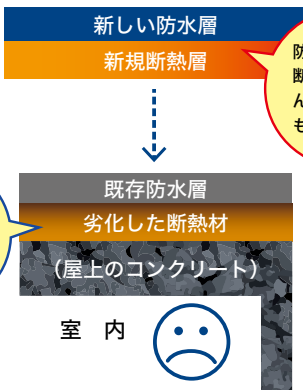 新しい防水層
新規断熱層
防
断
ん
も
既存防水層
劣化した断熱材
（屋上のコンクリート）
室　内